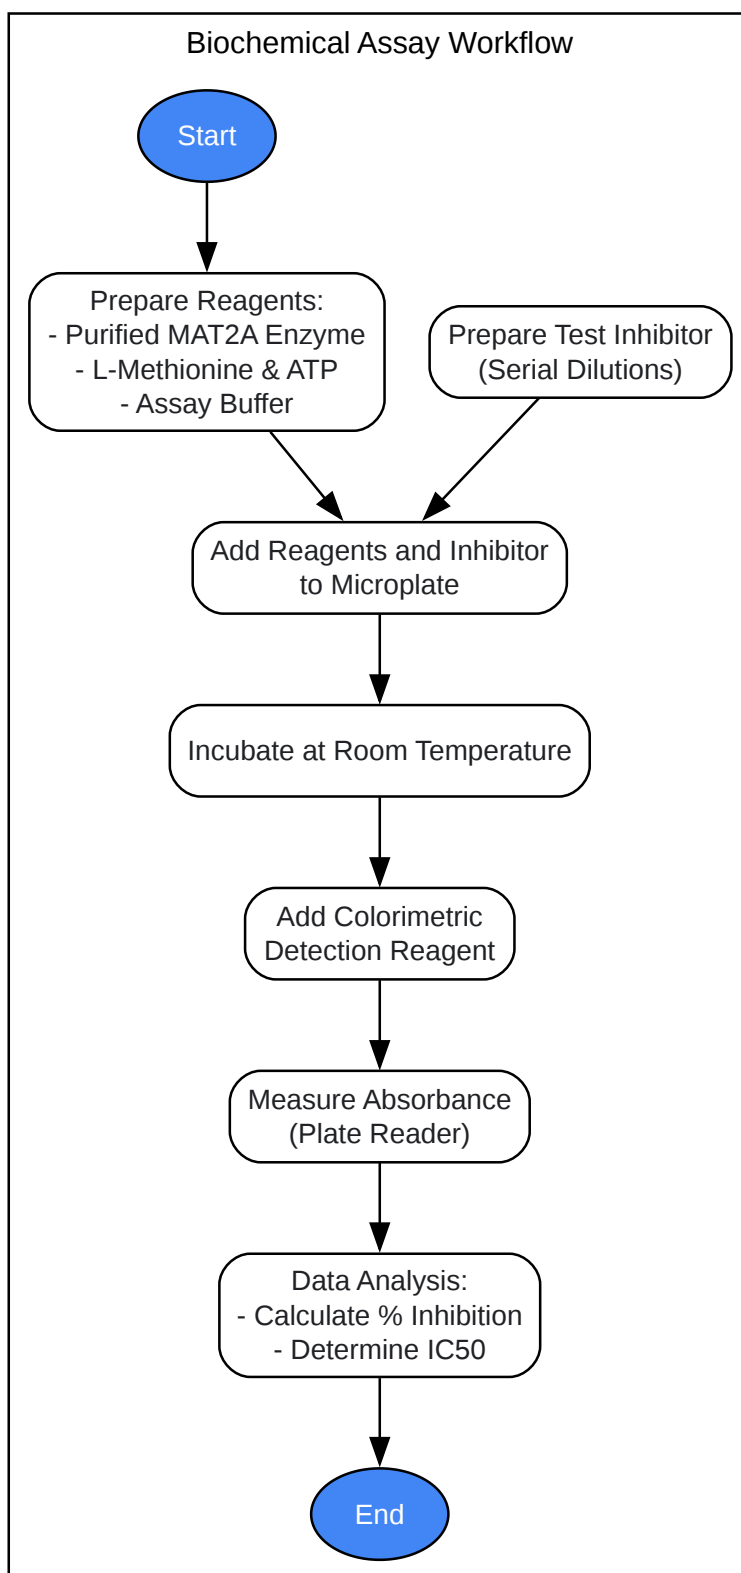 Biochemical Assay Workflow
Start
Prepare Reagents:
- Purified MAT2A Enzyme
- L-Methionine & ATP
- Assay Buffer
Prepare Test Inhibitor
(Serial Dilutions)
Add Reagents and Inhibitor
to Microplate
Incubate at Room Temperature
Add Colorimetric
Detection Reagent
Measure Absorbance
(Plate Reader)
Data Analysis:
- Calculate % Inhibition
- Determine IC50
End